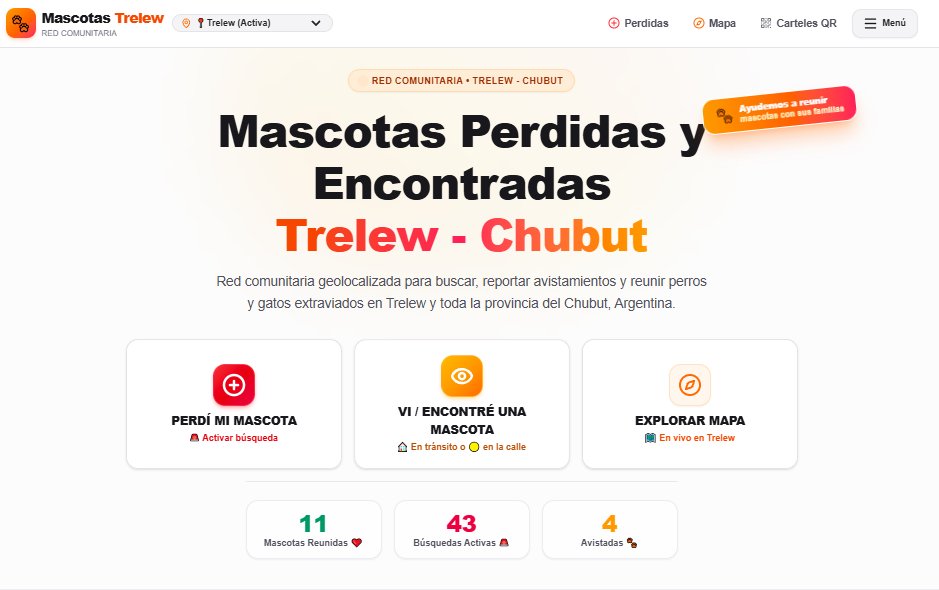 Mascotas Trelew
RED COMUNITARIA
Trelew (Activa)
Perdidas
Mapa
Carteles QR
Menú
RED COMUNITARIA • TRELEW - CHUBUT
Ayudemos a reunir
mascotas con sus familias
Mascotas Perdidas y
Encontradas
Trelew - Chubut
Red comunitaria geolocalizada para buscar, reportar avistamientos y reunir perros
y gatos extraviados en Trelew y toda la provincia del Chubut, Argentina.
PERDÍ MI MASCOTA
Activar búsqueda
VI / ENCONTRÉ UNA
MASCOTA
En tránsito o en la calle
EXPLORAR MAPA
En vivo en Trelew
11
Mascotas Reunidas
43
Búsquedas Activas
4
Avistadas